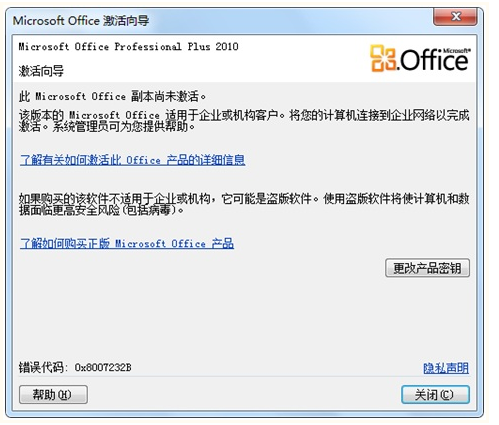 Microsoft Office 激活向导
Microsoft Office Professional Plus 2010
激活向导
Microsoft®
Office
此 Microsoft Office 副本尚未激活。
该版本的 Microsoft Office 适用于企业或机构客户。将您的计算机连接到企业网络以完成
激活。系统管理员可为您提供帮助。
了解有关如何激活此 Office 产品的详细信息
如果购买的该软件不适用于企业或机构，它可能是盗版软件。使用盗版软件将使计算机和数
据面临更高安全风险(包括病毒)。
了解如何购买正版 Microsoft Office 产品
更改产品密钥
错误代码: 0x8007232B
隐私声明
帮助(H)
关闭(C)